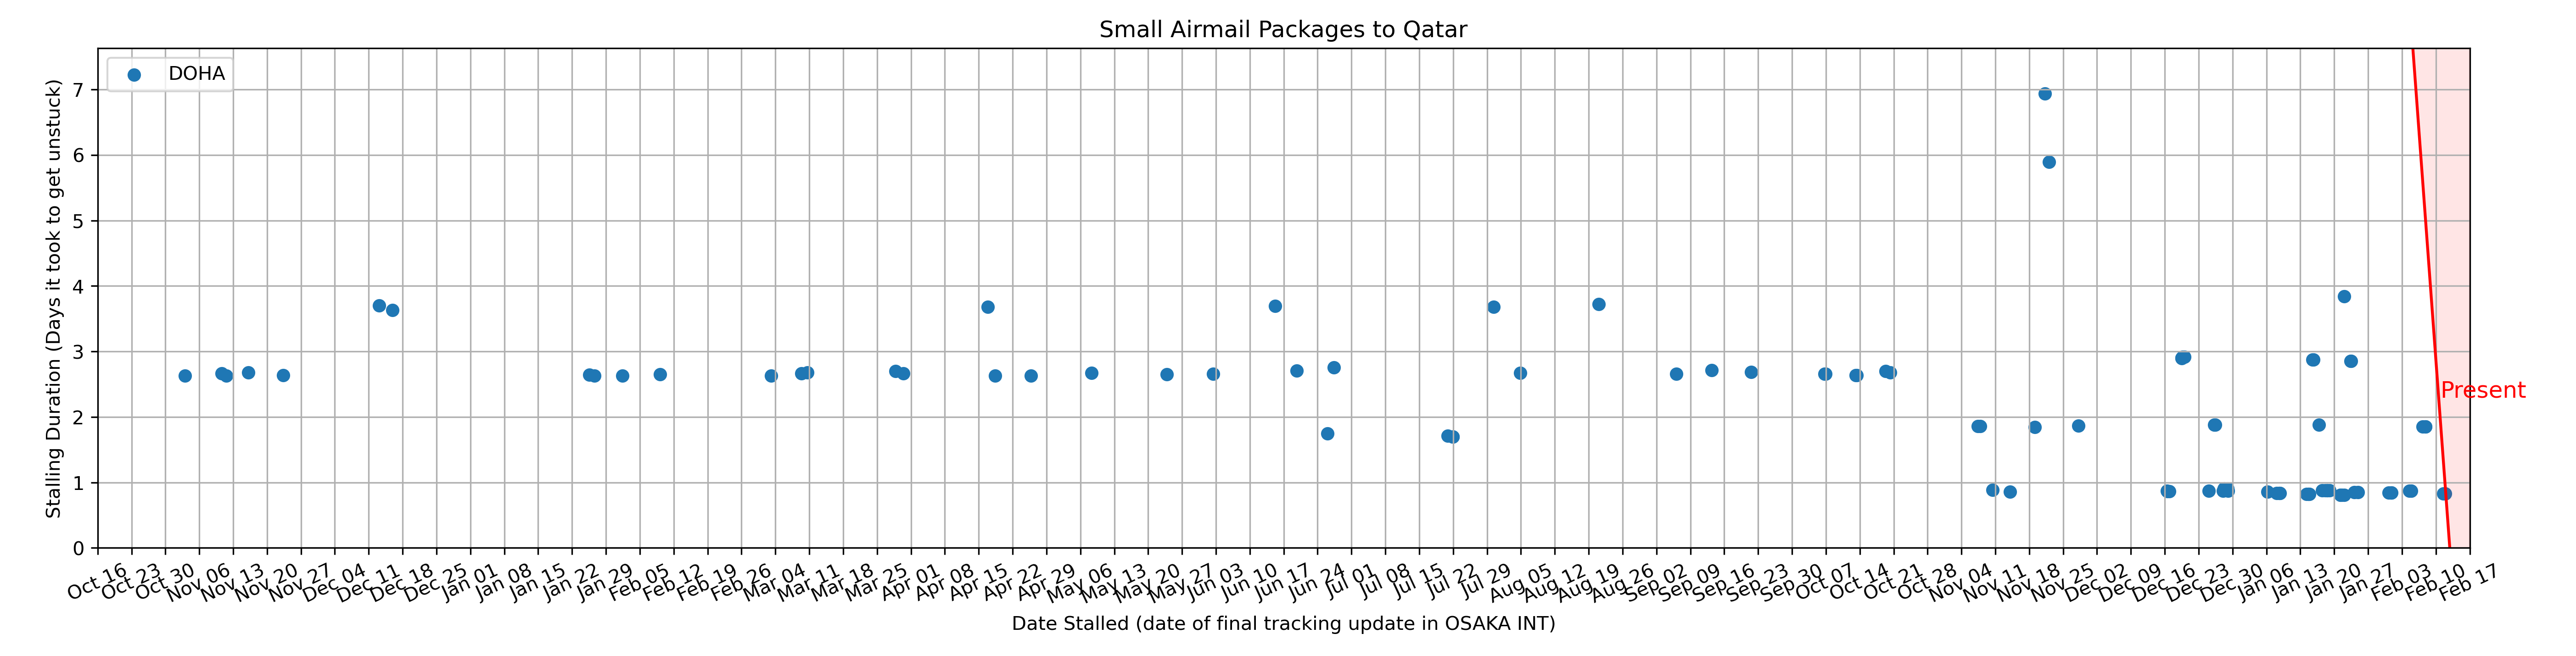 Small Airmail Packages to Qatar
DOHA
Stalling Duration (Days it took to get unstuck)
7
6
5
4
3
2
1
0
Present
Oct 16
Oct 23
Oct 30
Nov 06
Nov 13
Nov 20
Nov 27
Dec 04
Dec 11
Dec 18
Dec 25
Jan 01
Jan 08
Jan 15
Jan 22
Jan 29
Feb 05
Feb 12
Feb 19
Feb 26
Mar 04
Mar 11
Mar 18
Mar 25
Apr 01
Apr 08
Apr 15
Apr 22
Apr 29
May 06
May 13
May 20
May 27
Jun 03
Jun 10
Jun 17
Jun 24
Jul 01
Jul 08
Jul 15
Jul 22
Jul 29
Aug 05
Aug 12
Aug 19
Aug 26
Sep 02
Sep 09
Sep 16
Sep 23
Sep 30
Oct 07
Oct 14
Oct 21
Oct 28
Nov 04
Nov 11
Nov 18
Nov 25
Dec 02
Dec 09
Dec 16
Dec 23
Dec 30
Jan 06
Jan 13
Jan 20
Jan 27
Feb 03
Feb 10
Feb 17
Date Stalled (date of final tracking update in OSAKA INT)